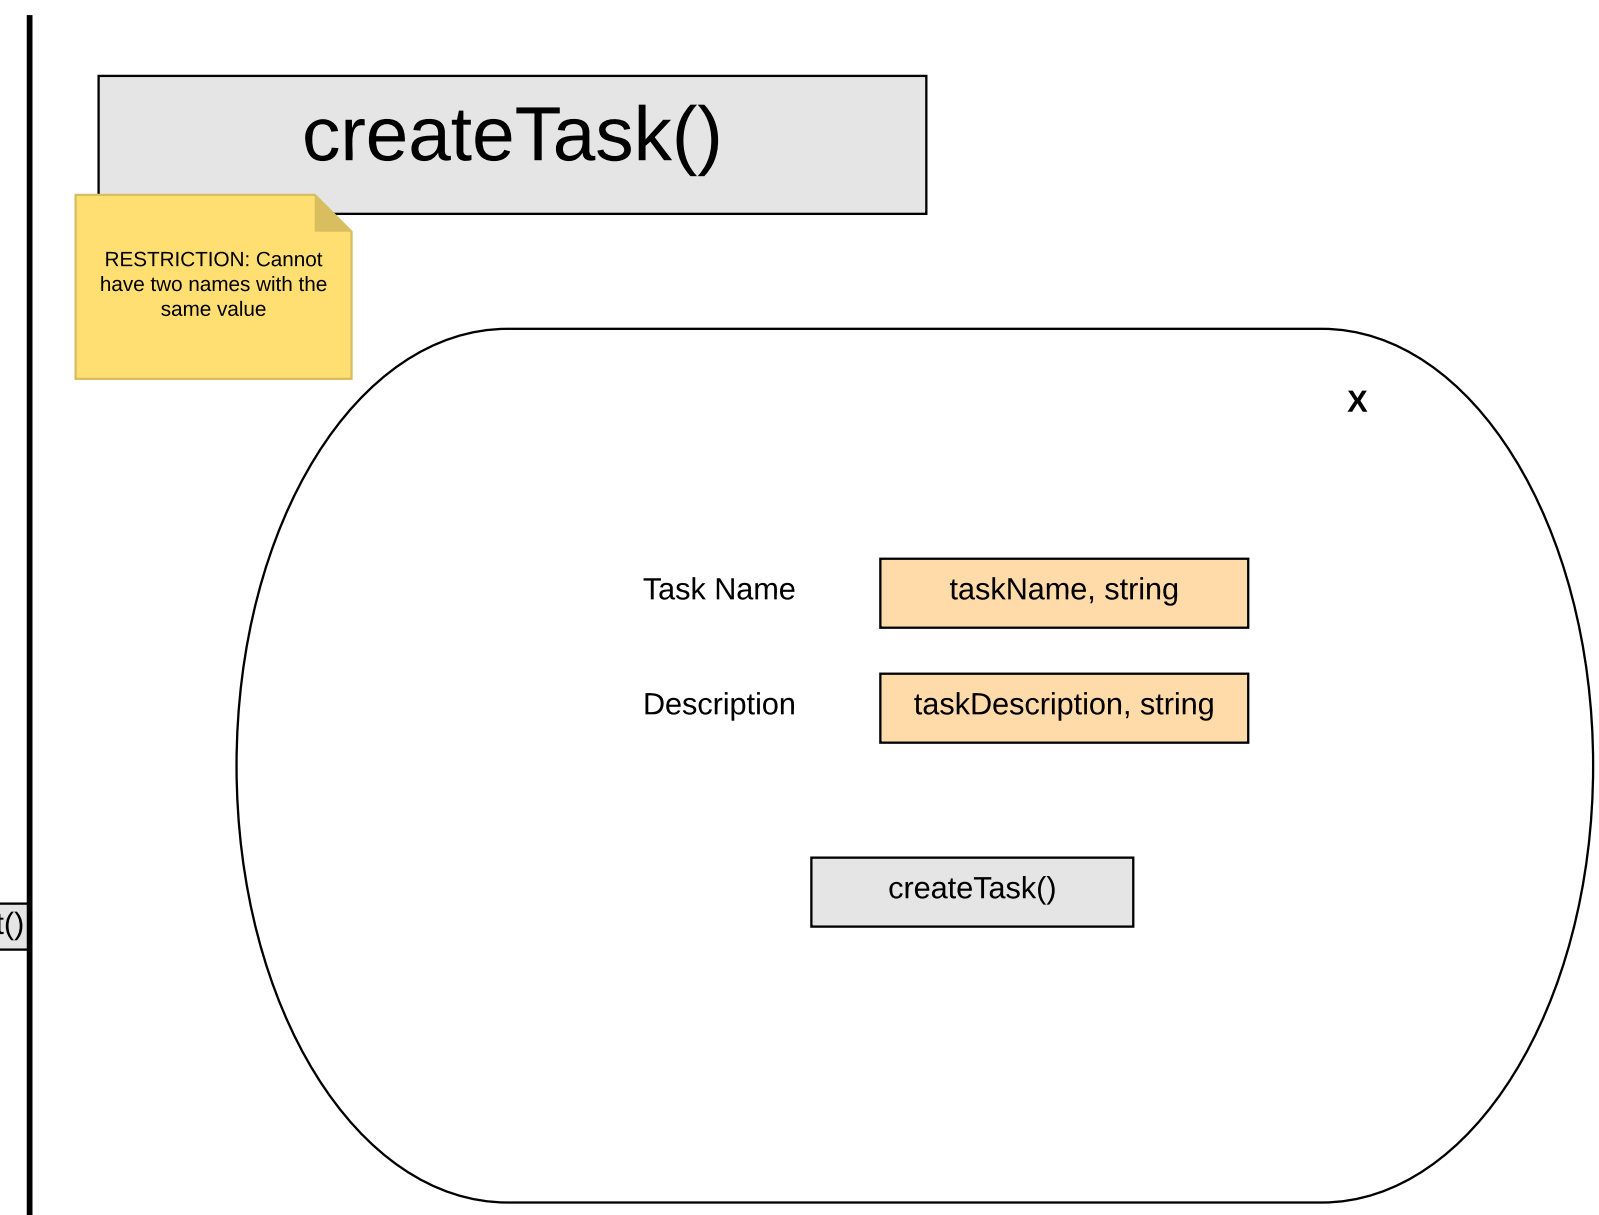 createTask()
RESTRICTION: Cannot
have two names with the
same value
X
Task Name
taskName, string
Description
taskDescription, string
createTask()
t()